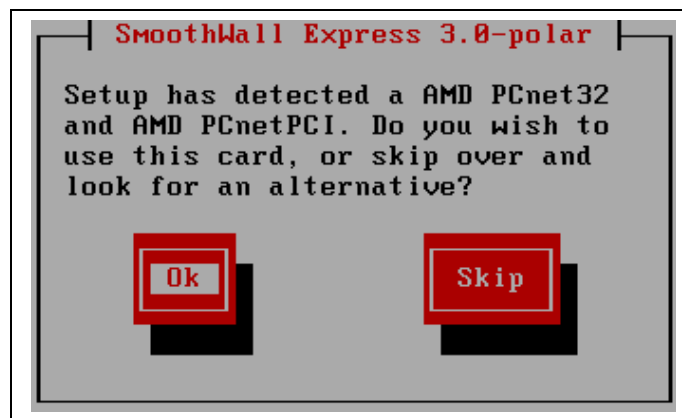 SmoothWall Express 3.0-polar
Setup has detected a AMD PCnet32
and AMD PCnetPCI. Do you wish to
use this card, or skip over and
look for an alternative?
Ok
Skip